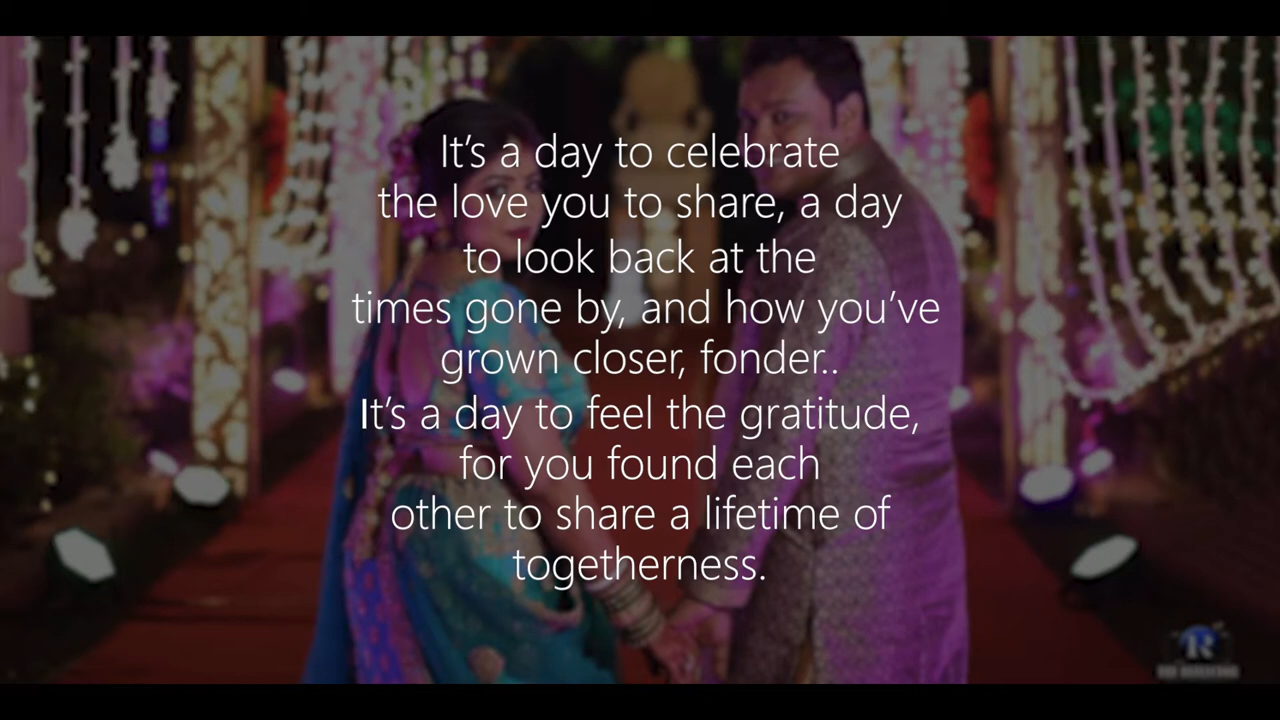 It’s a day to celebrate
the love you to share, a day
to look back at the
times gone by, and how you’ve
grown closer, fonder..
It’s a day to feel the gratitude,
for you found each
other to share a lifetime of
togetherness.
R